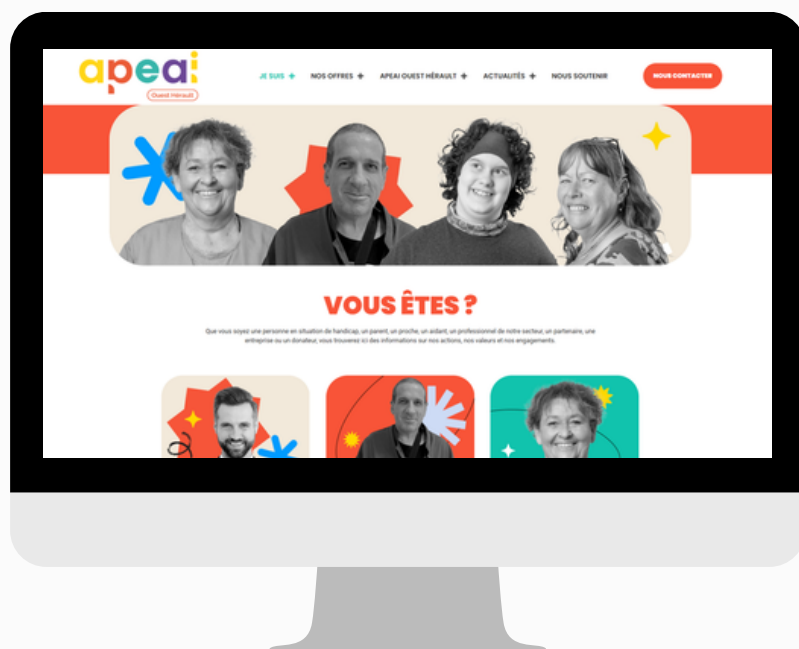 apeai
Ouest Hérault
JE SUIS + NOS OFFRES + APEAI OUEST HÉRAULT + ACTUALITÉS + NOUS SOUTENIR NOUS CONTACTER
VOUS ÊTES ?
Que vous soyez une personne en situation de handicap, un parent, un proche, un aidant, un professionnel de notre secteur, un partenaire, une
entreprise ou un donateur, vous trouverez ici des informations sur nos actions, nos valeurs et nos engagements.